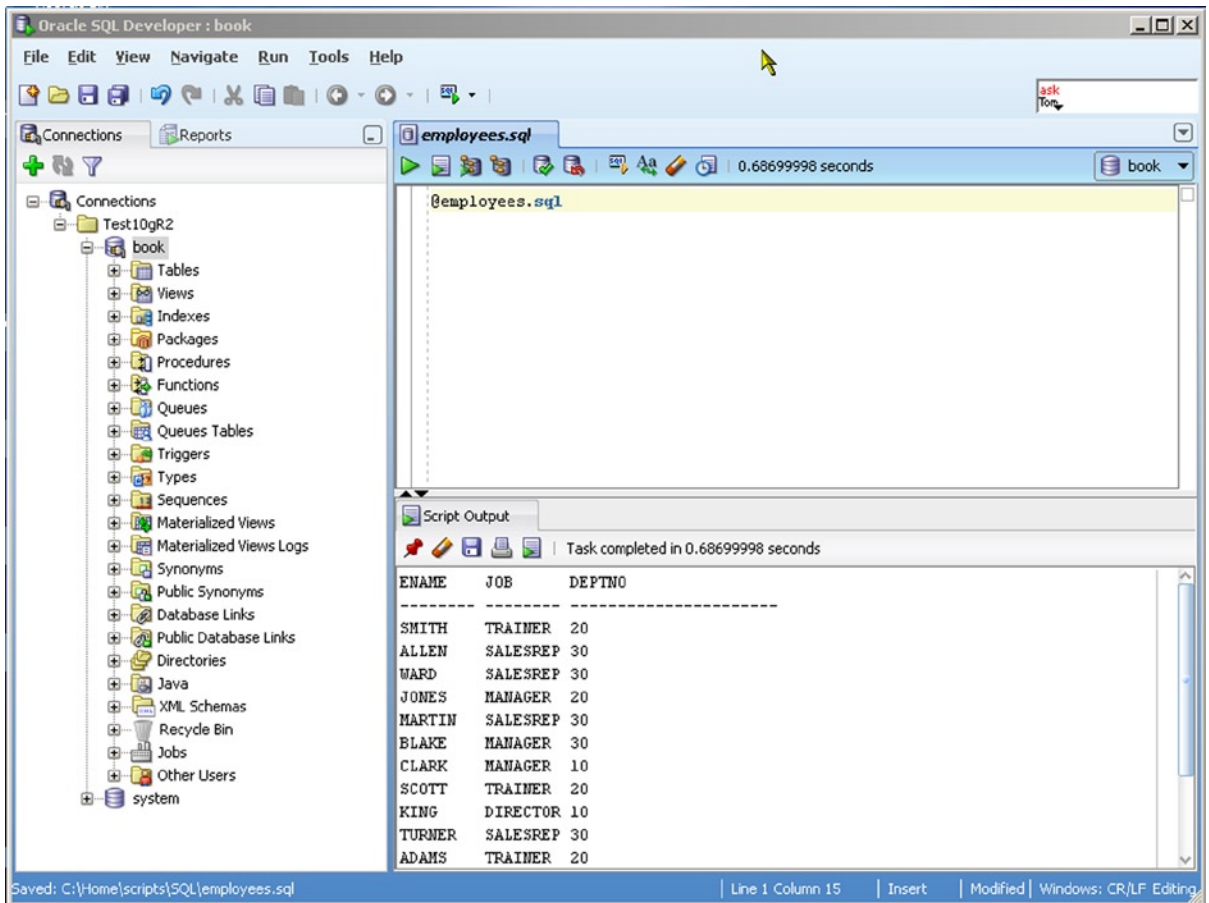 Oracle SQL Developer : book
File Edit View Navigate Run Tools Help
ask
Tom
Connections Reports
employees.sql
0.68699998 seconds
book
@employees.sql
Connections
Test10gR2
book
Tables
Views
Indexes
Packages
Procedures
Functions
Queues
Queues Tables
Triggers
Types
Sequences
Materialized Views
Materialized Views Logs
Synonyms
Public Synonyms
Database Links
Public Database Links
Directories
Java
XML Schemas
Recycle Bin
Jobs
Other Users
system
Script Output
Task completed in 0.68699998 seconds
ENAME JOB DEPTNO
-------- -------- ----------------------
SMITH TRAINER 20
ALLEN SALESREP 30
WARD SALESREP 30
JONES MANAGER 20
MARTIN SALESREP 30
BLAKE MANAGER 30
CLARK MANAGER 10
SCOTT TRAINER 20
KING DIRECTOR 10
TURNER SALESREP 30
ADAMS TRAINER 20
Saved: C:\Home\scripts\SQL\employees.sql
Line 1 Column 15 Insert Modified Windows: CR/LF Editing